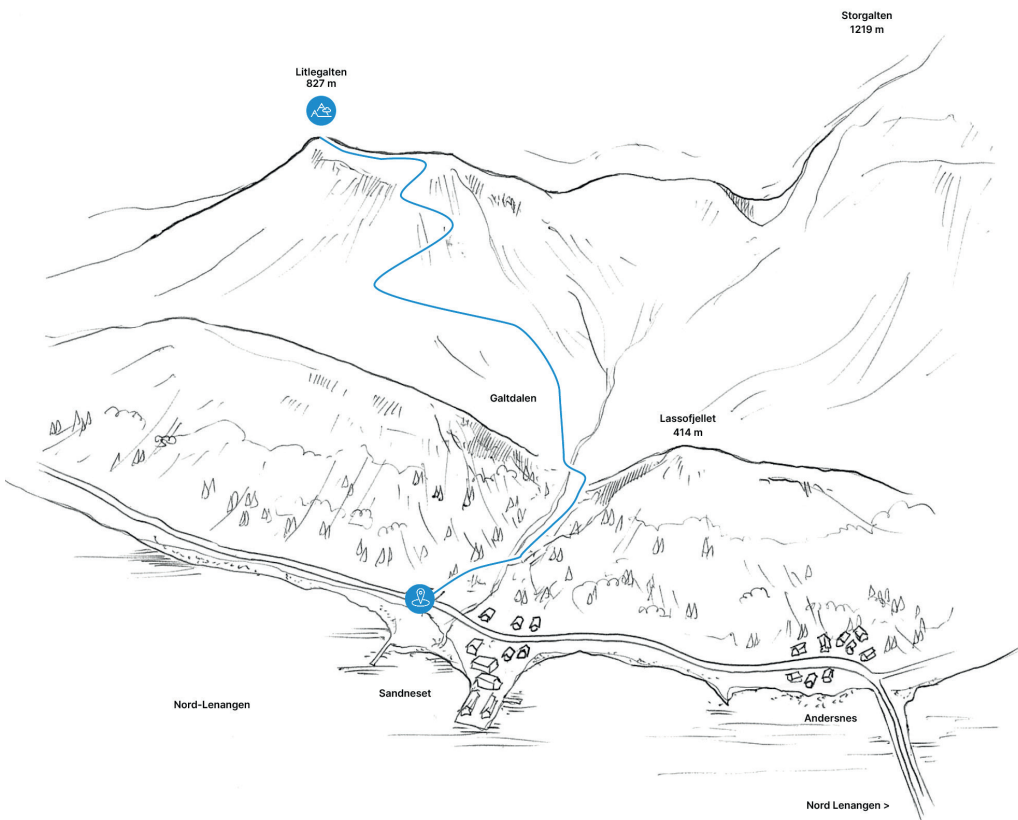 Storgalten
1219 m
Litlegalten
827 m
Galtdalen
Lassofjellet
414 m
Sandneset
Nord-Lenangen
Andersnes
Nord Lenangen >